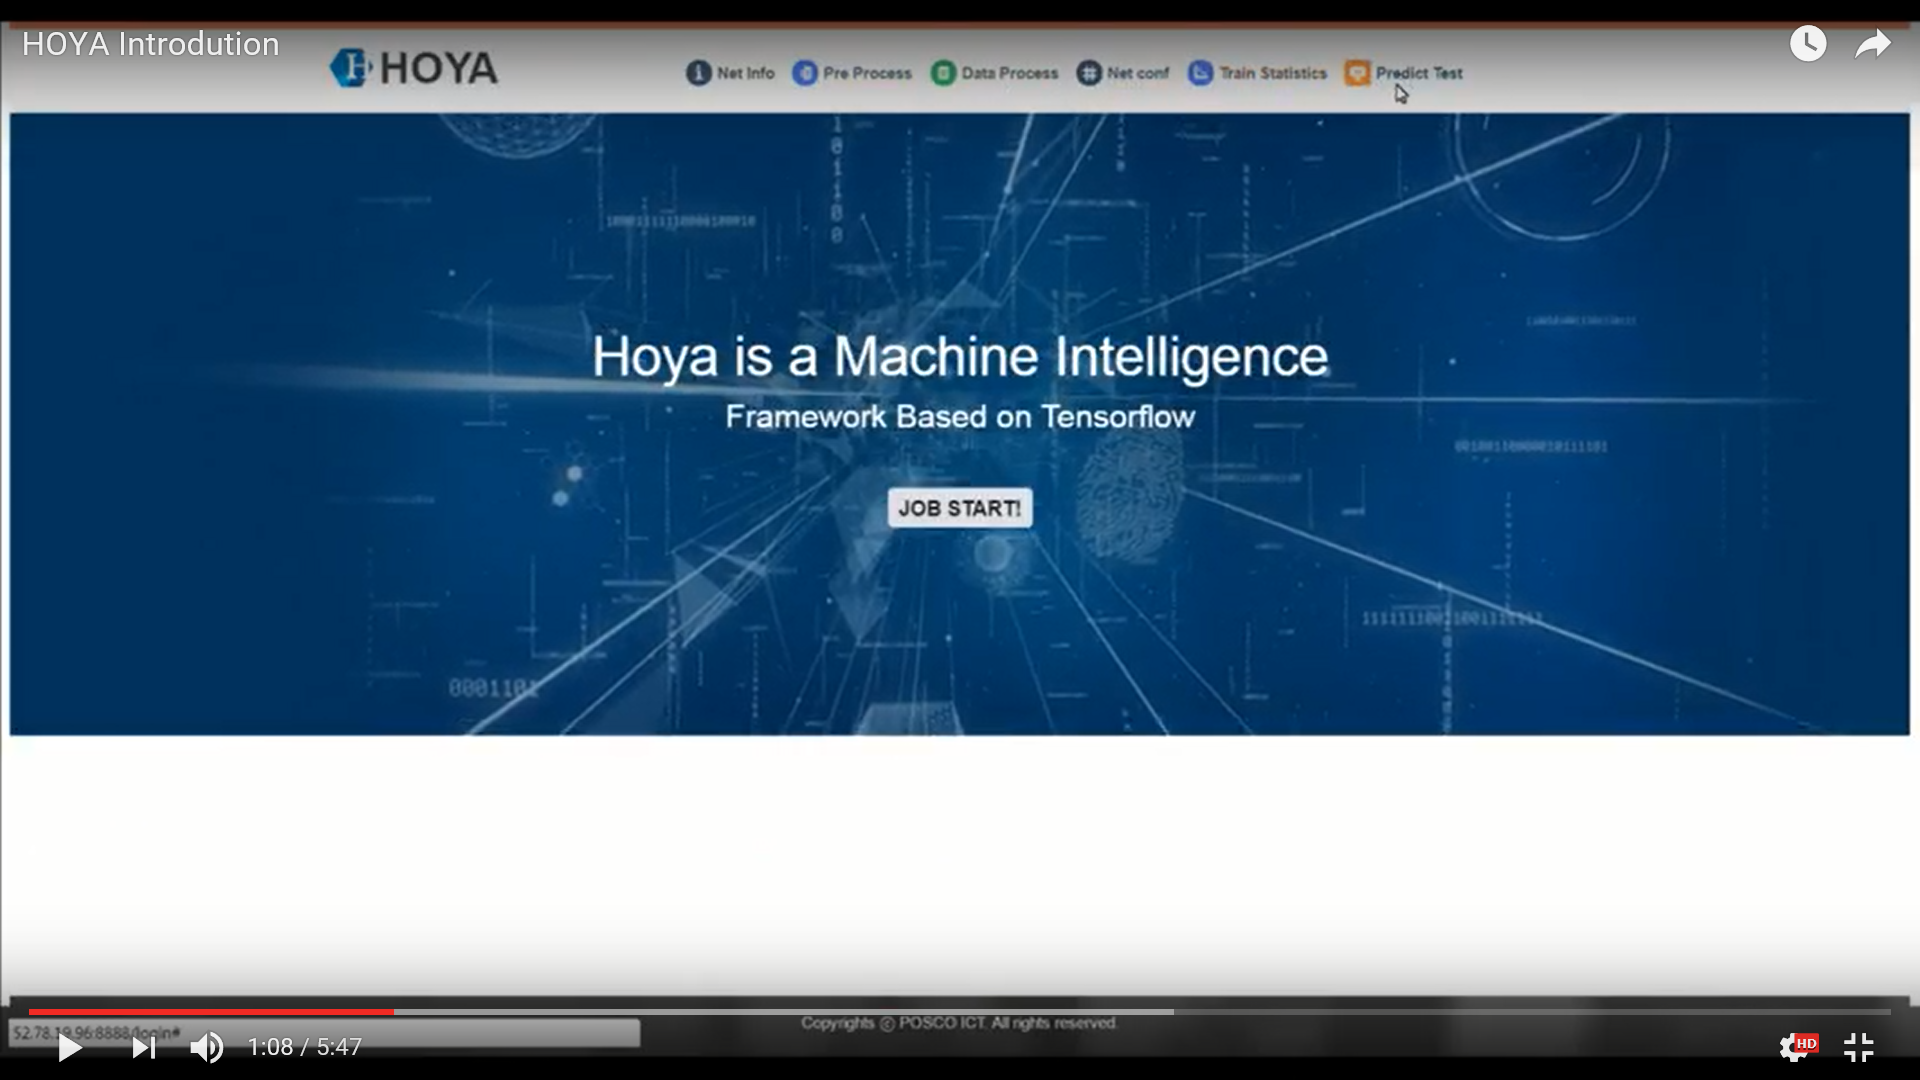 HOYA Introdution
HOYA
Net Info Pre Process Data Process Net conf Train Statistics Predict Test
Hoya is a Machine Intelligence
Framework Based on Tensorflow
JOB START!
0001101
Copyrights ⓒ POSCO ICT. All rights reserved.
52.78.19.96:8888/login#
1:08 / 5:47
HD